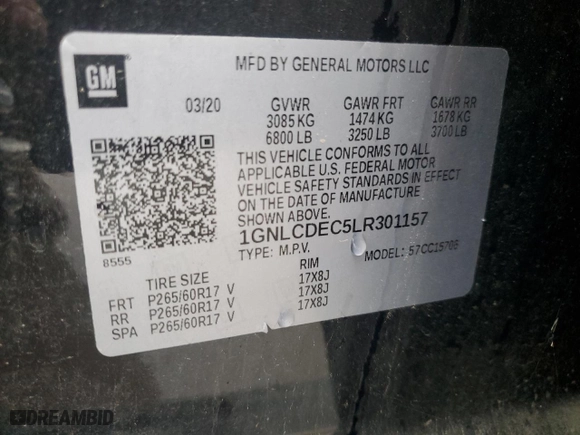 GM
MFD BY GENERAL MOTORS LLC
03/20 GVWR GAWR FRT GAWR RR
3085 KG 1474 KG 1678 KG
6800 LB 3250 LB 3700 LB
THIS VEHICLE CONFORMS TO ALL
APPLICABLE U.S. FEDERAL MOTOR
VEHICLE SAFETY STANDARDS IN EFFECT
ON THE DATE OF MANUFACTURE
SHOWN ABOVE.
1GNLCDEC5LR301157
8555 TYPE: M.P.V. MODEL:
TIRE SIZE RIM
FRT P265/60R17 V 17X8J
RR P265/60R17 V 17X8J
SPA P265/60R17 V 17X8J
DREAMBID